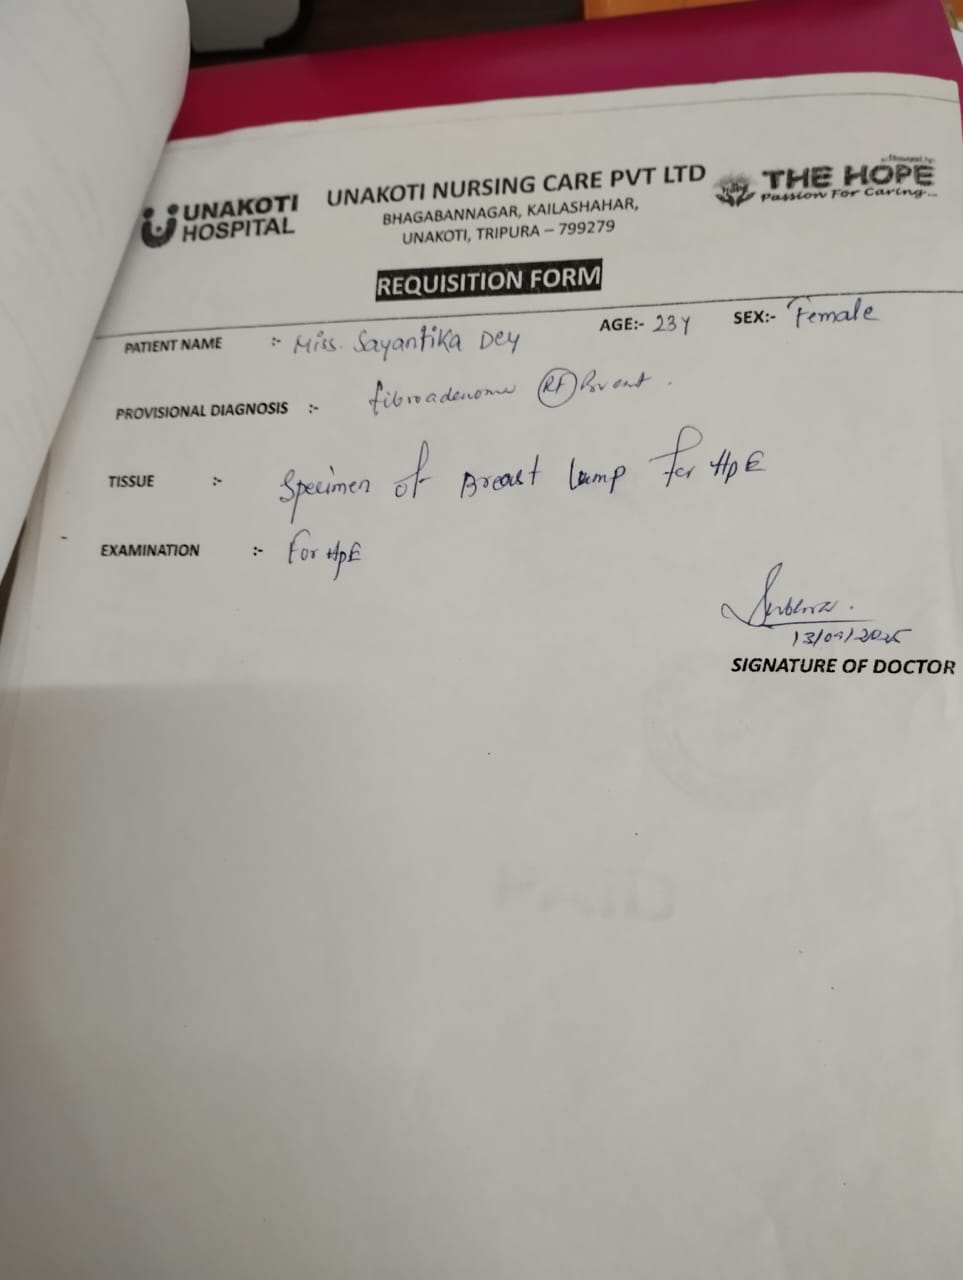 UNAKOTI HOSPITAL
UNAKOTI NURSING CARE PVT LTD
BHAGABANNAGAR, KAILASHAHAR,
UNAKOTI, TRIPURA – 799279
THE HOPE
Passion For Caring...
REQUISITION FORM
PATIENT NAME :- Miss. Sayantika Dey AGE:- 23 Y SEX:- Female
PROVISIONAL DIAGNOSIS :- fibroadenoma RT Breast.
TISSUE :- Specimen of Breast lump for HpE
EXAMINATION :- For HpE
13/09/2025
SIGNATURE OF DOCTOR